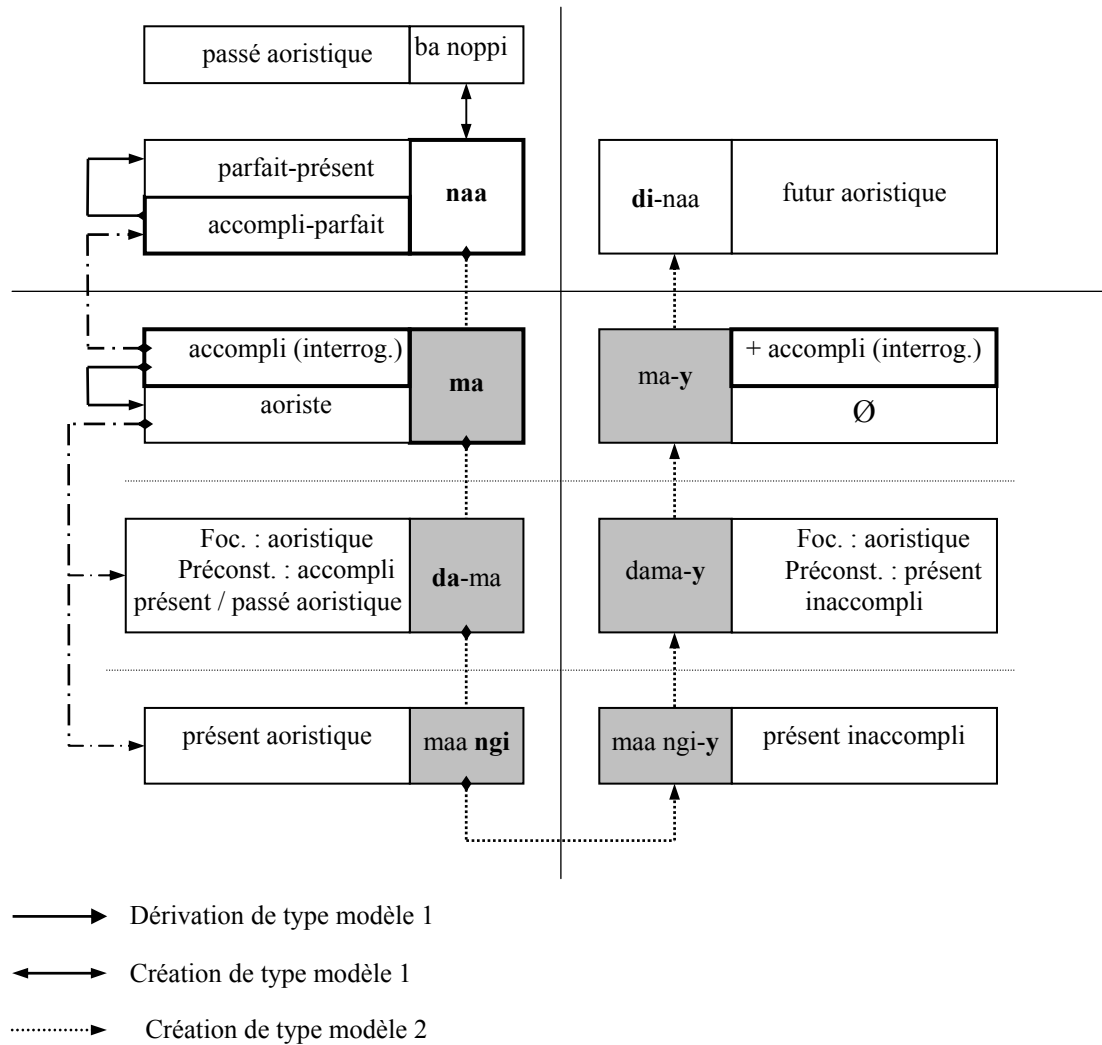 passé aoristique
ba noppi
parfait-présent
accompli-parfait
naa
di-naa
futur aoristique
accompli (interrog.)
aoriste
ma
ma-y
+ accompli (interrog.)
Ø
Foc. : aoristique
Préconst. : accompli
présent / passé aoristique
da-ma
dama-y
Foc. : aoristique
Préconst. : présent
inaccompli
présent aoristique
maa ngi
maa ngi-y
présent inaccompli
Dérivation de type modèle 1
Création de type modèle 1
Création de type modèle 2